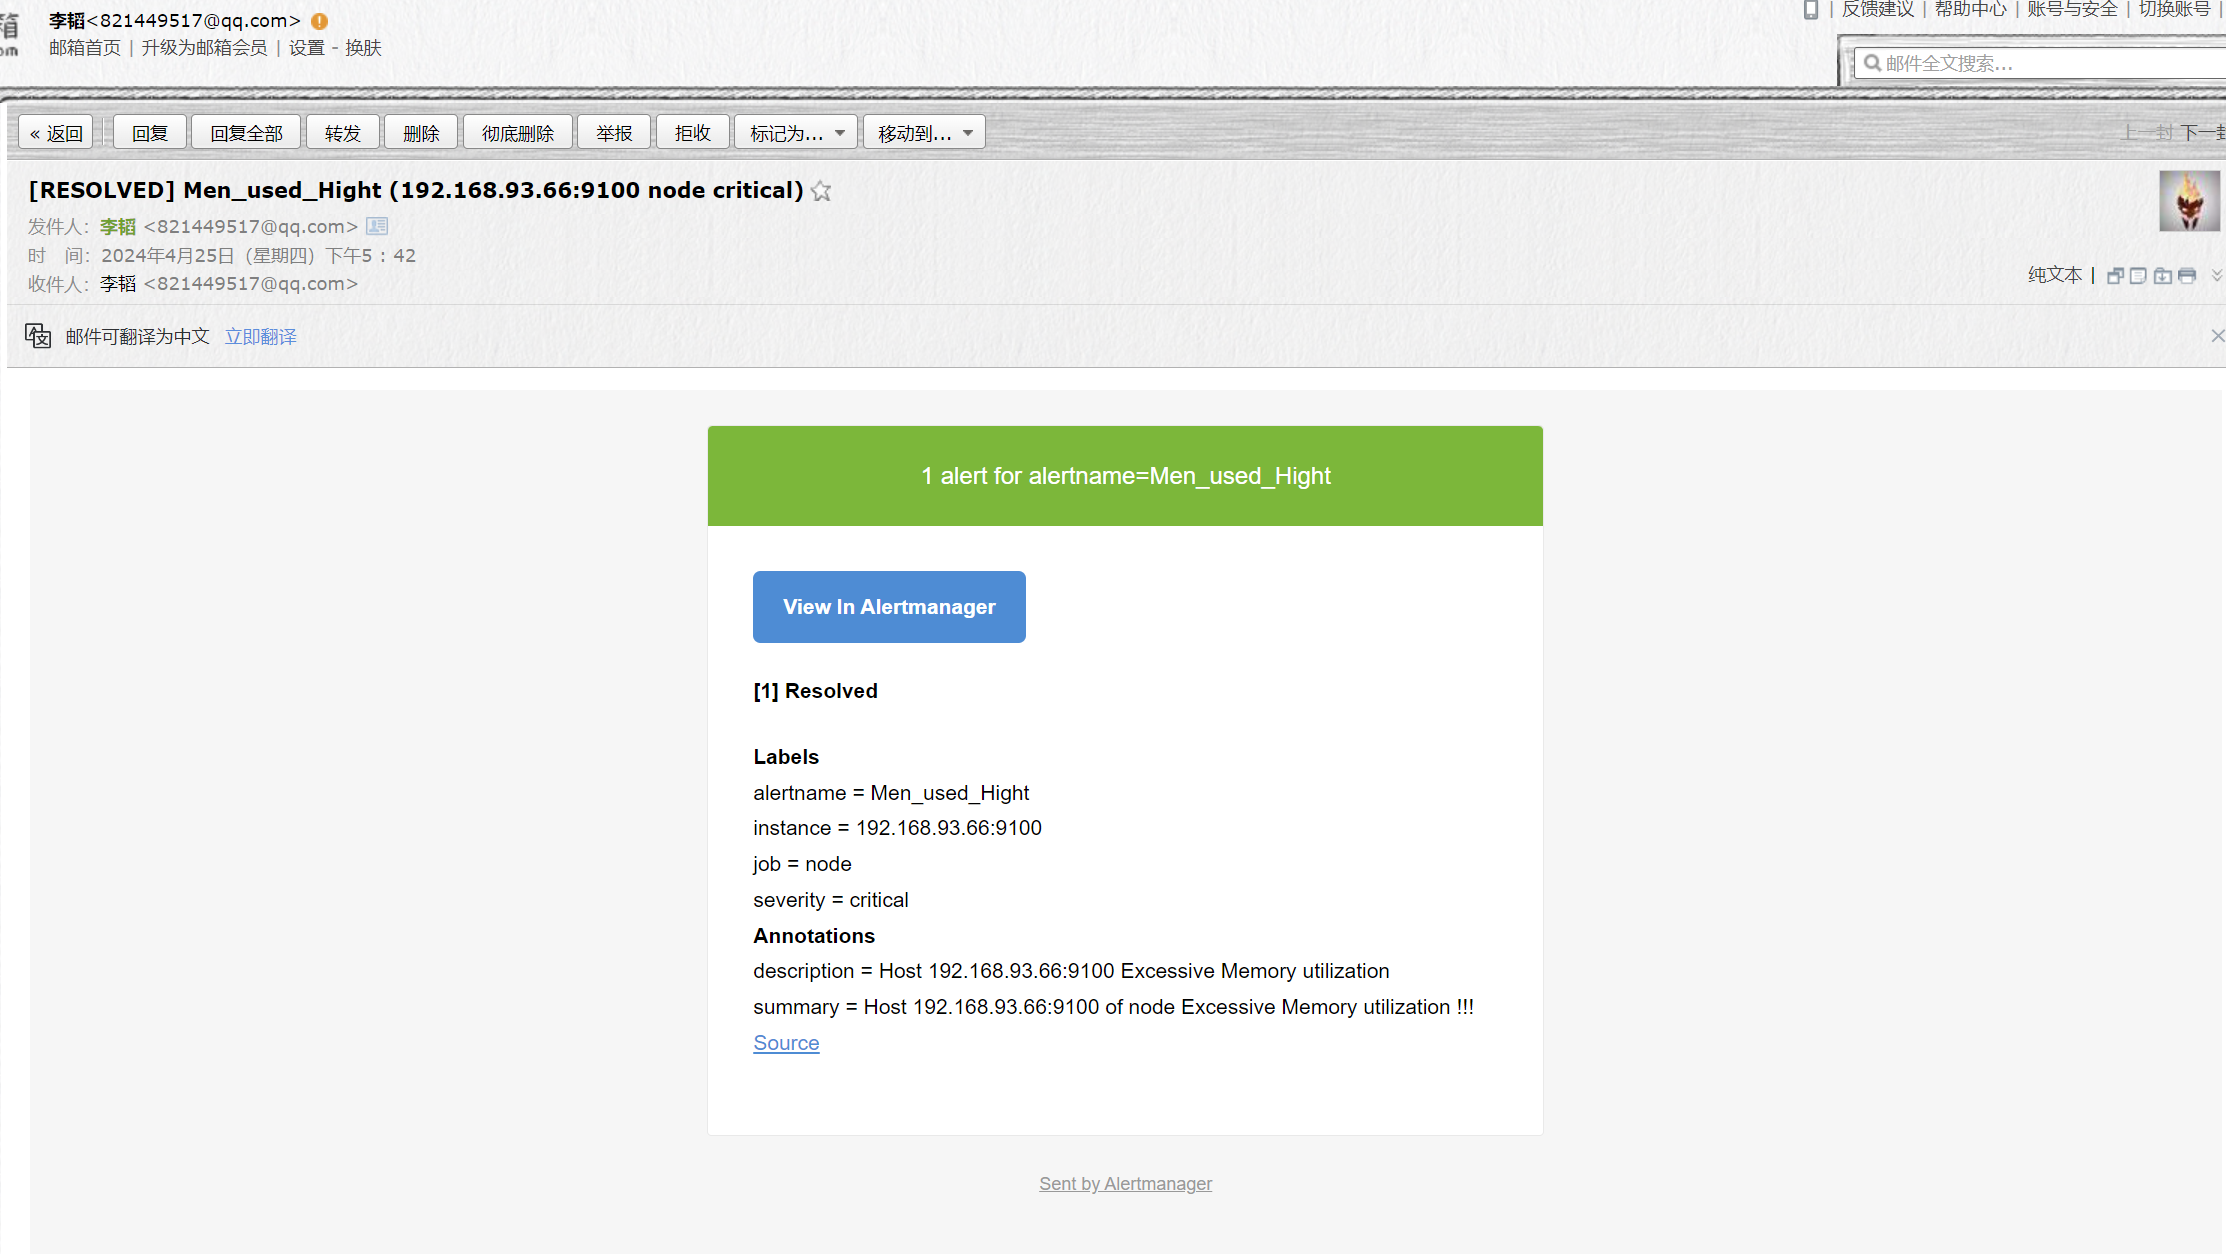 箱
李韬<821449517@qq.com>
邮箱首页 | 升级为邮箱会员 | 设置 - 换肤
| 反馈建议 | 帮助中心 | 账号与安全 | 切换账号 |
邮件全文搜索...
« 返回 回复 回复全部 转发 删除 彻底删除 举报 拒收 标记为... 移动到... 上一封 下一封
[RESOLVED] Men_used_Hight (192.168.93.66:9100 node critical)
发件人: 李韬 <821449517@qq.com>
时 间: 2024年4月25日 (星期四) 下午5:42
收件人: 李韬 <821449517@qq.com>
纯文本 |
邮件可翻译为中文 立即翻译
1 alert for alertname=Men_used_Hight
View In Alertmanager
[1] Resolved
Labels
alertname = Men_used_Hight
instance = 192.168.93.66:9100
job = node
severity = critical
Annotations
description = Host 192.168.93.66:9100 Excessive Memory utilization
summary = Host 192.168.93.66:9100 of node Excessive Memory utilization !!!
Source
Sent by Alertmanager